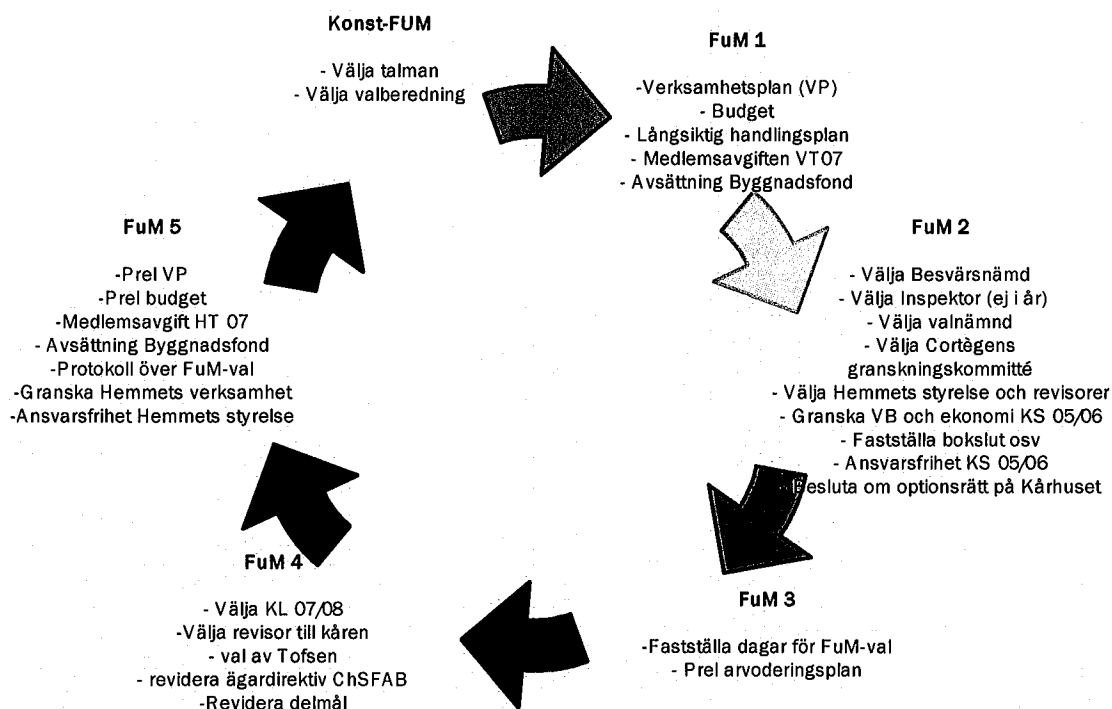 Konst-FUM
- Välja talman
- Välja valberedning
FuM 1
-Verksamhetsplan (VP)
- Budget
- Långsiktig handlingsplan
- Medlemsavgiften VT07
- Avsättning Byggnadsfond
FuM 2
- Välja Besvärsnämd
- Välja Inspektor (ej i år)
- Välja valnämnd
- Välja Cortègens
granskningskommitté
- Välja Hemmets styrelse och revisorer
- Granska VB och ekonomi KS 05/06
- Fastställa bokslut osv
- Ansvarsfrihet KS 05/06
Besluta om optionsrätt på Kårhuset
FuM 3
-Fastställa dagar för FuM-val
- Prel arvoderingsplan
FuM 4
- Välja KL 07/08
-Välja revisor till kåren
- val av Tofsen
- revidera ägardirektiv ChSFAB
-Revidera delmål
FuM 5
-Prel VP
-Prel budget
-Medlemsavgift HT 07
- Avsättning Byggnadsfond
-Protokoll över FuM-val
-Granska Hemmets verksamhet
-Ansvarsfrihet Hemmets styrelse